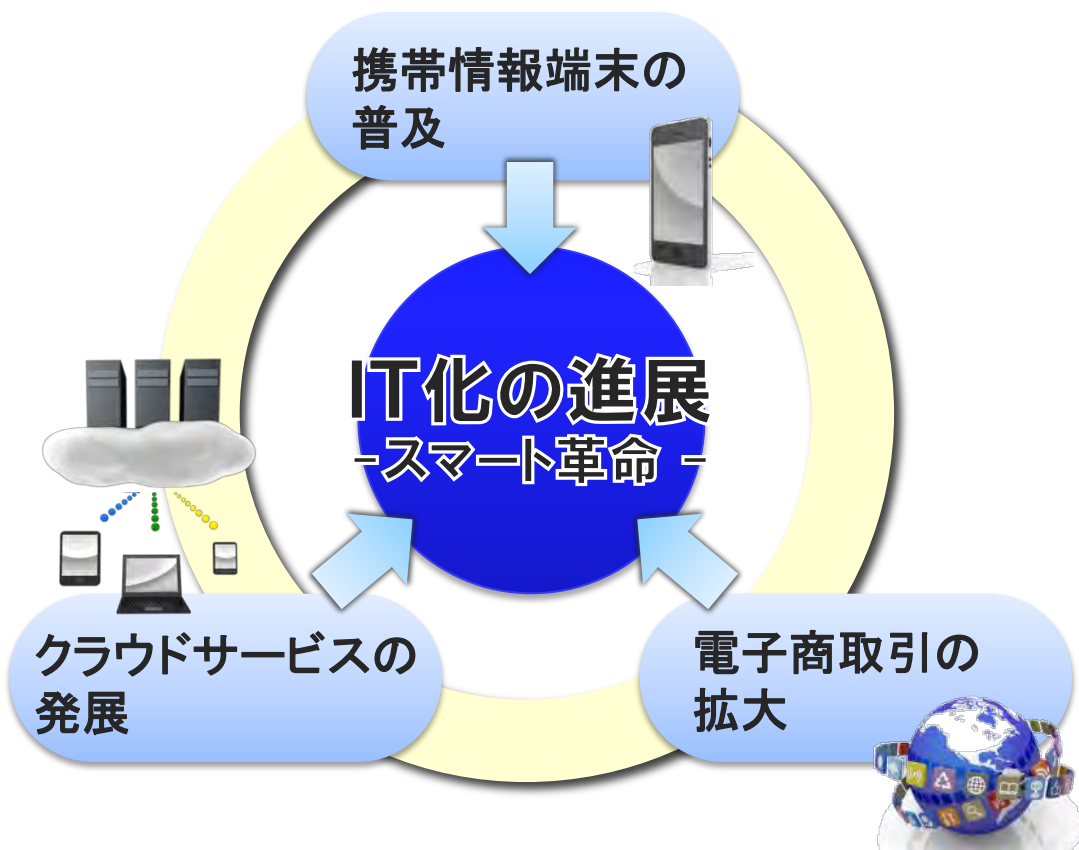 携帯情報端末の
普及
IT化の進展
－スマート革命 －
クラウドサービスの
発展
電子商取引の
拡大